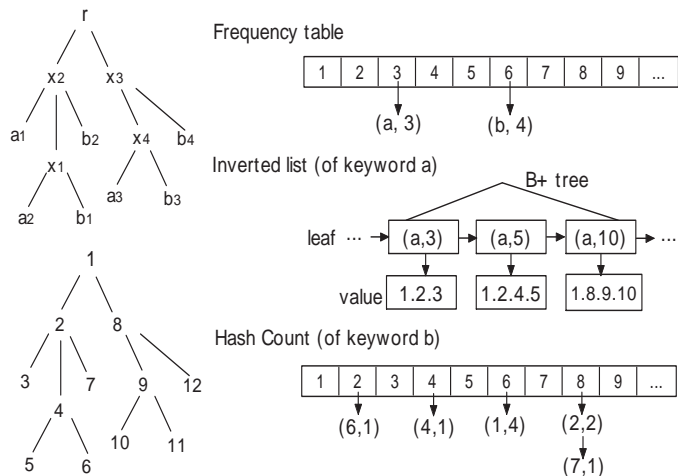 r
x2 x3
a1 b2 x4 b4
x1 a3 b3
a2 b1
1
2 8
3 7 9 12
4 10 11
5 6
Frequency table
1 2 3 4 5 6 7 8 9 ...
(a, 3) (b, 4)
Inverted list (of keyword a)
B+ tree
leaf ... (a,3) (a,5) (a,10) ...
value 1.2.3 1.2.4.5 1.8.9.10
Hash Count (of keyword b)
1 2 3 4 5 6 7 8 9 ...
(6,1) (4,1) (1,4) (2,2)
(7,1)